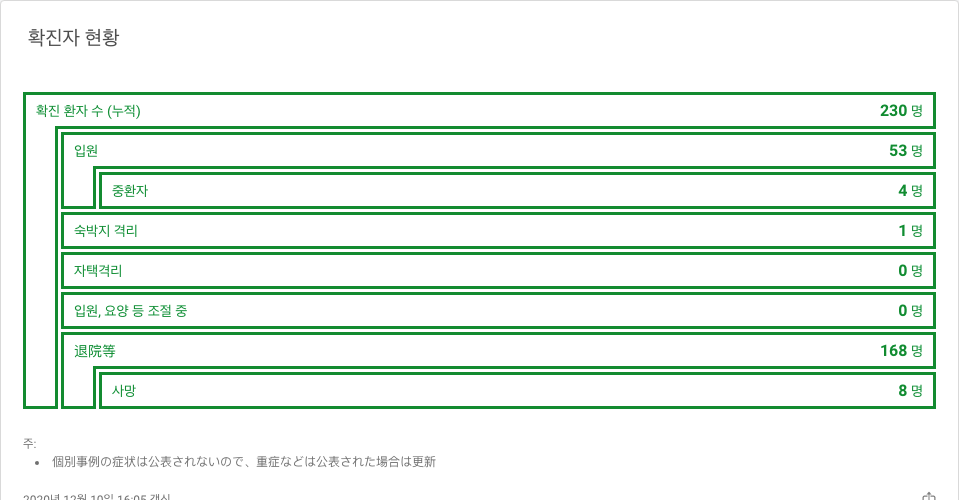 확진자 현황
확진 환자 수 (누적) 230 명
입원 53 명
중환자 4 명
숙박지 격리 1 명
자택격리 0 명
입원, 요양 등 조절 중 0 명
退院等 168 명
사망 8 명
주:
• 個別事例の症状は公表されないので、重症などは公表された場合は更新
2020년 12월 10일 16:05 갱신